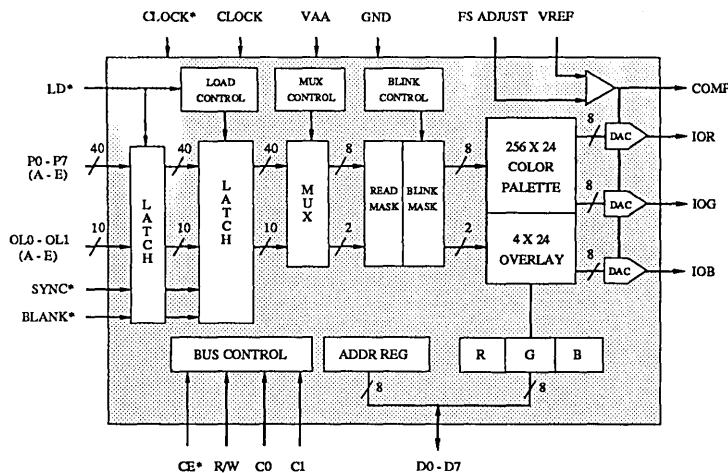 CLOCK* CLOCK VAA GND FS ADJUST VREF
LD*
LOAD
CONTROL
MUX
CONTROL
BLINK
CONTROL
COMP
P0 - P7
(A - E)
40
40
40
8
8
8
DAC
IOR
LATCH
LATCH
MUX
READ
MASK
BLINK
MASK
256 X 24
COLOR
PALETTE
8
DAC
IOG
OL0 - OL1
(A - E)
10
10
10
2
2
4 X 24
OVERLAY
8
DAC
IOB
SYNC*
BLANK*
BUS CONTROL
ADDR REG
R G B
8
8
CE* R/W C0 C1 D0 - D7